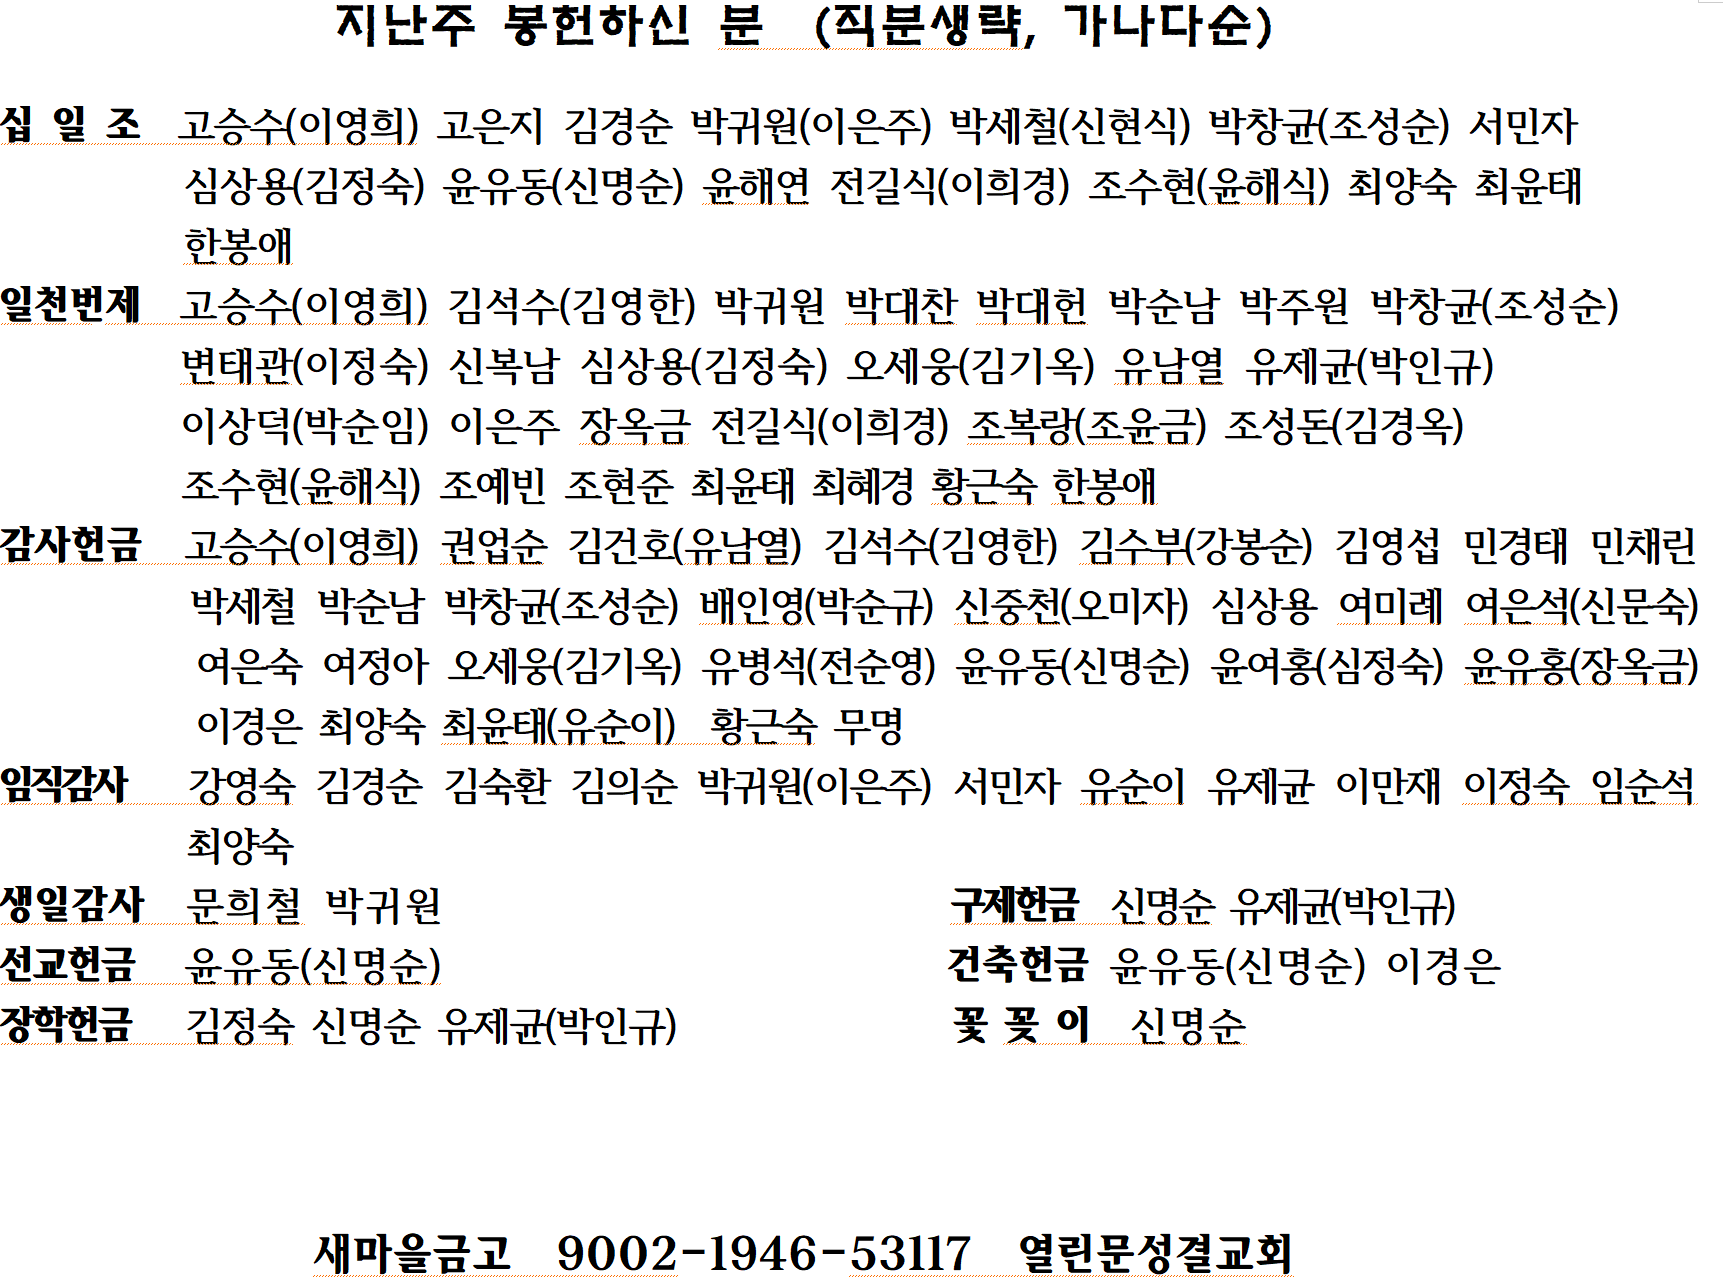 지난주 봉헌하신 분 (직분생략, 가나다순)
십 일 조 고승수(이영희) 고은지 김경순 박귀원(이은주) 박세철(신현식) 박창균(조성순) 서민자
심상용(김정숙) 윤유동(신명순) 윤해연 전길식(이희경) 조수현(윤해식) 최양숙 최윤태
한봉애
일천번제 고승수(이영희) 김석수(김영한) 박귀원 박대찬 박대헌 박순남 박주원 박창균(조성순)
변태관(이정숙) 신복남 심상용(김정숙) 오세웅(김기옥) 유남열 유제균(박인규)
이상덕(박순임) 이은주 장옥금 전길식(이희경) 조복랑(조윤금) 조성돈(김경옥)
조수현(윤해식) 조예빈 조현준 최윤태 최혜경 황근숙 한봉애
감사헌금 고승수(이영희) 권업순 김건호(유남열) 김석수(김영한) 김수부(강봉순) 김영섭 민경태 민채린
박세철 박순남 박창균(조성순) 배인영(박순규) 신중천(오미자) 심상용 여미례 여은석(신문숙)
여은숙 여정아 오세웅(김기옥) 유병석(전순영) 윤유동(신명순) 윤여홍(심정숙) 윤유홍(장옥금)
이경은 최양숙 최윤태(유순이) 황근숙 무명
임직감사 강영숙 김경순 김숙환 김의순 박귀원(이은주) 서민자 유순이 유제균 이만재 이정숙 임순석
최양숙
생일감사 문희철 박귀원 구제헌금 신명순 유제균(박인규)
선교헌금 윤유동(신명순) 건축헌금 윤유동(신명순) 이경은
장학헌금 김정숙 신명순 유제균(박인규) 꽃 꽂 이 신명순
새마을금고 9002-1946-53117 열린문성결교회